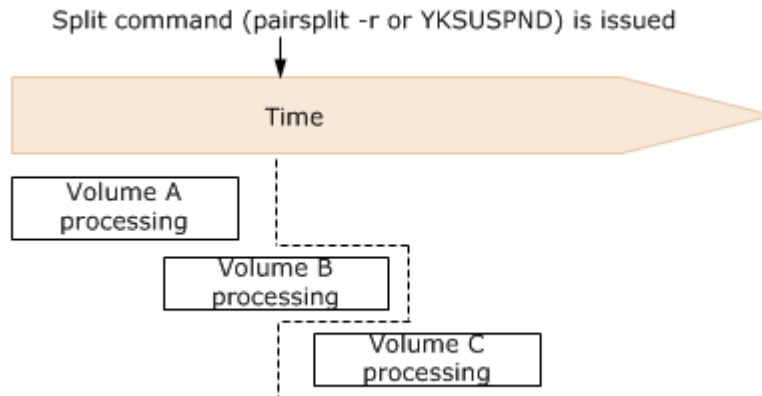 Split command (pairsplit -r or YKSUSPND) is issued
Time
Volume A
processing
Volume B
processing
Volume C
processing